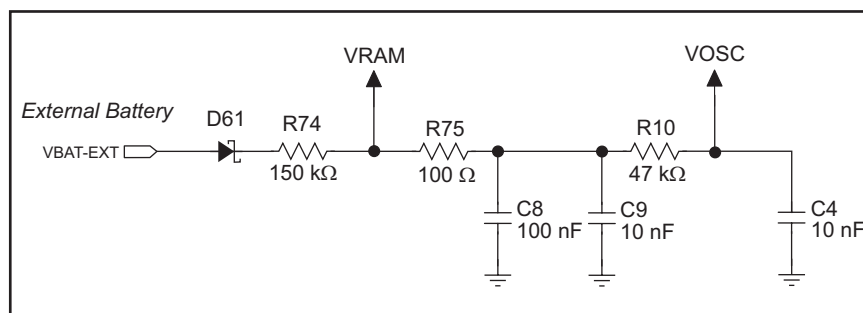 VRAM
VOSC
External Battery
D61
R74
R75
R10
VBAT-EXT
150 kΩ
100 Ω
47 kΩ
C8
100 nF
C9
10 nF
C4
10 nF